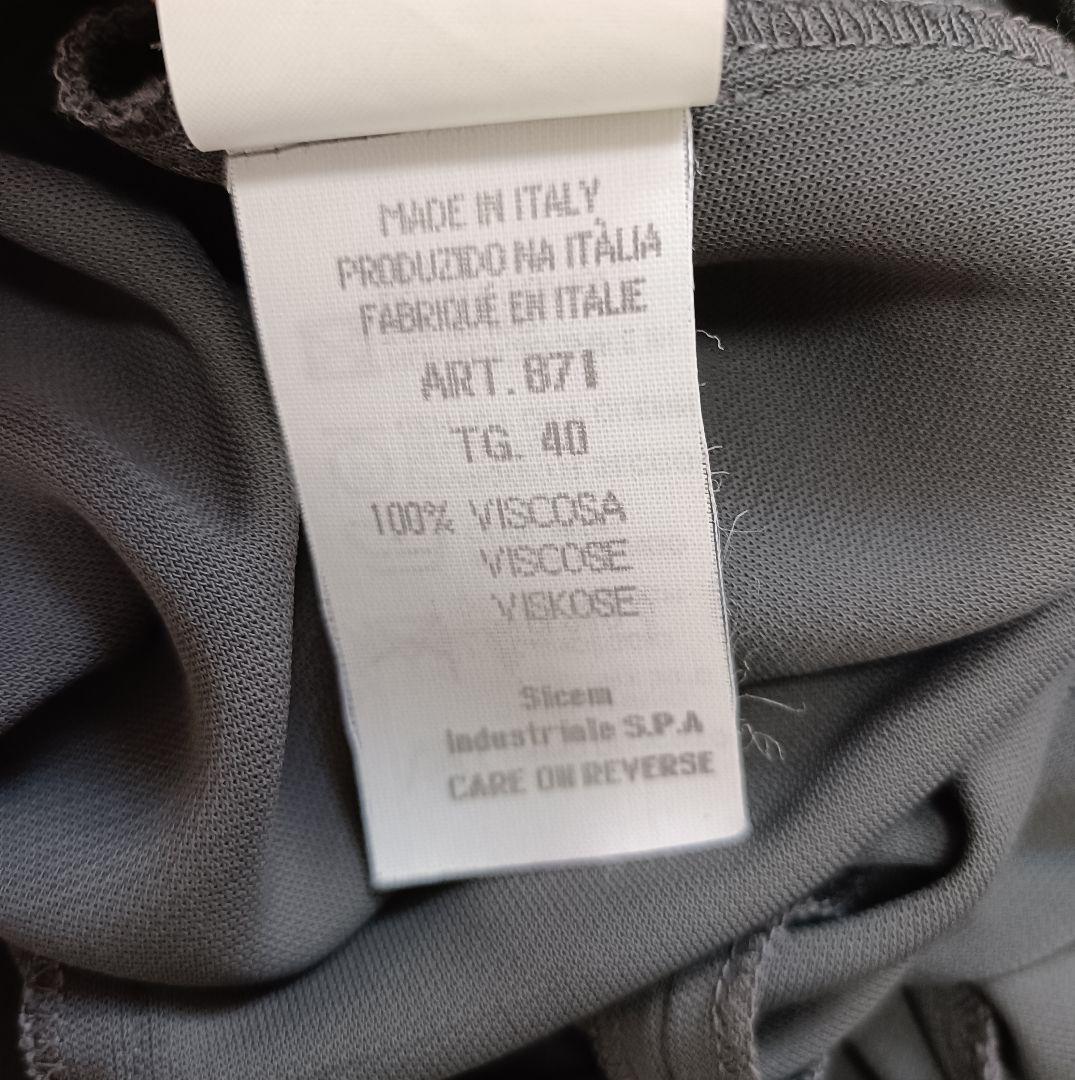 MADE IN ITALY
PRODUZIDO NA ITÀLIA
FABRIQUÉ EN ITALIE
ART. 871
TG. 40
100% VISCOSA
VISCOSE
VISKOSE
Slicem
Industriale S.P.A
CARE ON REVERSE